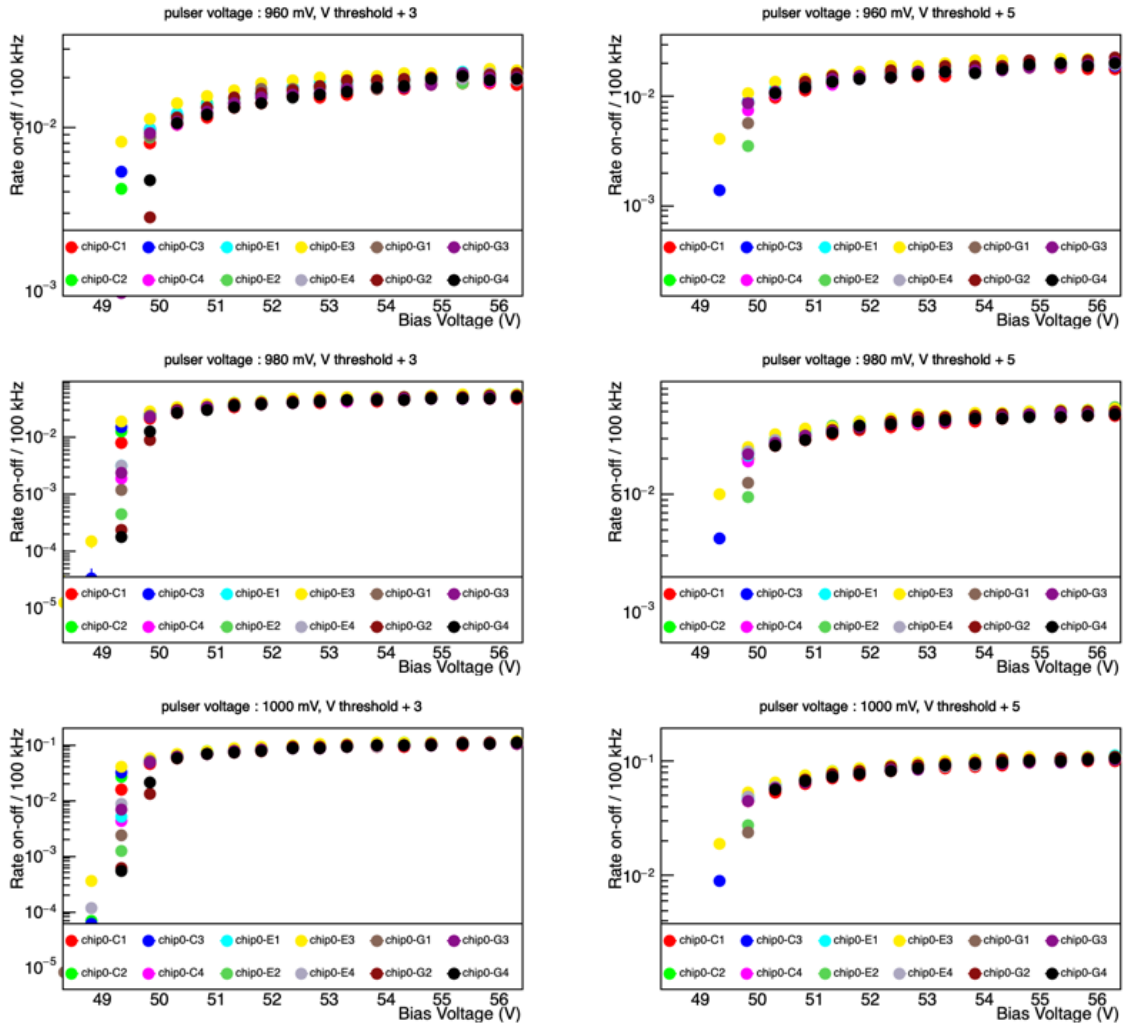 pulser voltage : 960 mV, V threshold + 3
Rate on-off / 100 kHz
10⁻²
10⁻³
chip0-C1 chip0-C3 chip0-E1 chip0-E3 chip0-G1 chip0-G3
chip0-C2 chip0-C4 chip0-E2 chip0-E4 chip0-G2 chip0-G4
49 50 51 52 53 54 55 56
Bias Voltage (V)
pulser voltage : 960 mV, V threshold + 5
Rate on-off / 100 kHz
10⁻²
10⁻³
chip0-C1 chip0-C3 chip0-E1 chip0-E3 chip0-G1 chip0-G3
chip0-C2 chip0-C4 chip0-E2 chip0-E4 chip0-G2 chip0-G4
49 50 51 52 53 54 55 56
Bias Voltage (V)
pulser voltage : 980 mV, V threshold + 3
Rate on-off / 100 kHz
10⁻²
10⁻³
10⁻⁴
10⁻⁵
chip0-C1 chip0-C3 chip0-E1 chip0-E3 chip0-G1 chip0-G3
chip0-C2 chip0-C4 chip0-E2 chip0-E4 chip0-G2 chip0-G4
49 50 51 52 53 54 55 56
Bias Voltage (V)
pulser voltage : 980 mV, V threshold + 5
Rate on-off / 100 kHz
10⁻²
10⁻³
chip0-C1 chip0-C3 chip0-E1 chip0-E3 chip0-G1 chip0-G3
chip0-C2 chip0-C4 chip0-E2 chip0-E4 chip0-G2 chip0-G4
49 50 51 52 53 54 55 56
Bias Voltage (V)
pulser voltage : 1000 mV, V threshold + 3
Rate on-off / 100 kHz
10⁻¹
10⁻²
10⁻³
10⁻⁴
10⁻⁵
chip0-C1 chip0-C3 chip0-E1 chip0-E3 chip0-G1 chip0-G3
chip0-C2 chip0-C4 chip0-E2 chip0-E4 chip0-G2 chip0-G4
49 50 51 52 53 54 55 56
Bias Voltage (V)
pulser voltage : 1000 mV, V threshold + 5
Rate on-off / 100 kHz
10⁻¹
10⁻²
chip0-C1 chip0-C3 chip0-E1 chip0-E3 chip0-G1 chip0-G3
chip0-C2 chip0-C4 chip0-E2 chip0-E4 chip0-G2 chip0-G4
49 50 51 52 53 54 55 56
Bias Voltage (V)